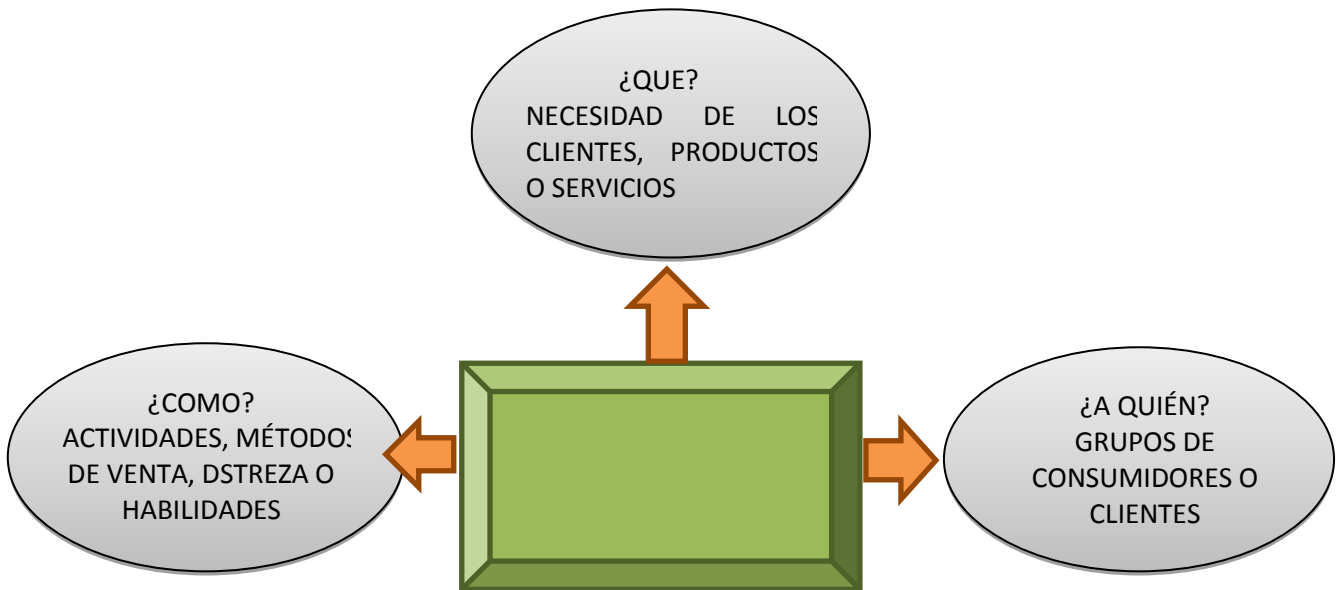 ¿QUE?
NECESIDAD DE LOS
CLIENTES, PRODUCTOS
O SERVICIOS
¿COMO?
ACTIVIDADES, MÉTODOS
DE VENTA, DSTREZA O
HABILIDADES
¿A QUIÉN?
GRUPOS DE
CONSUMIDORES O
CLIENTES